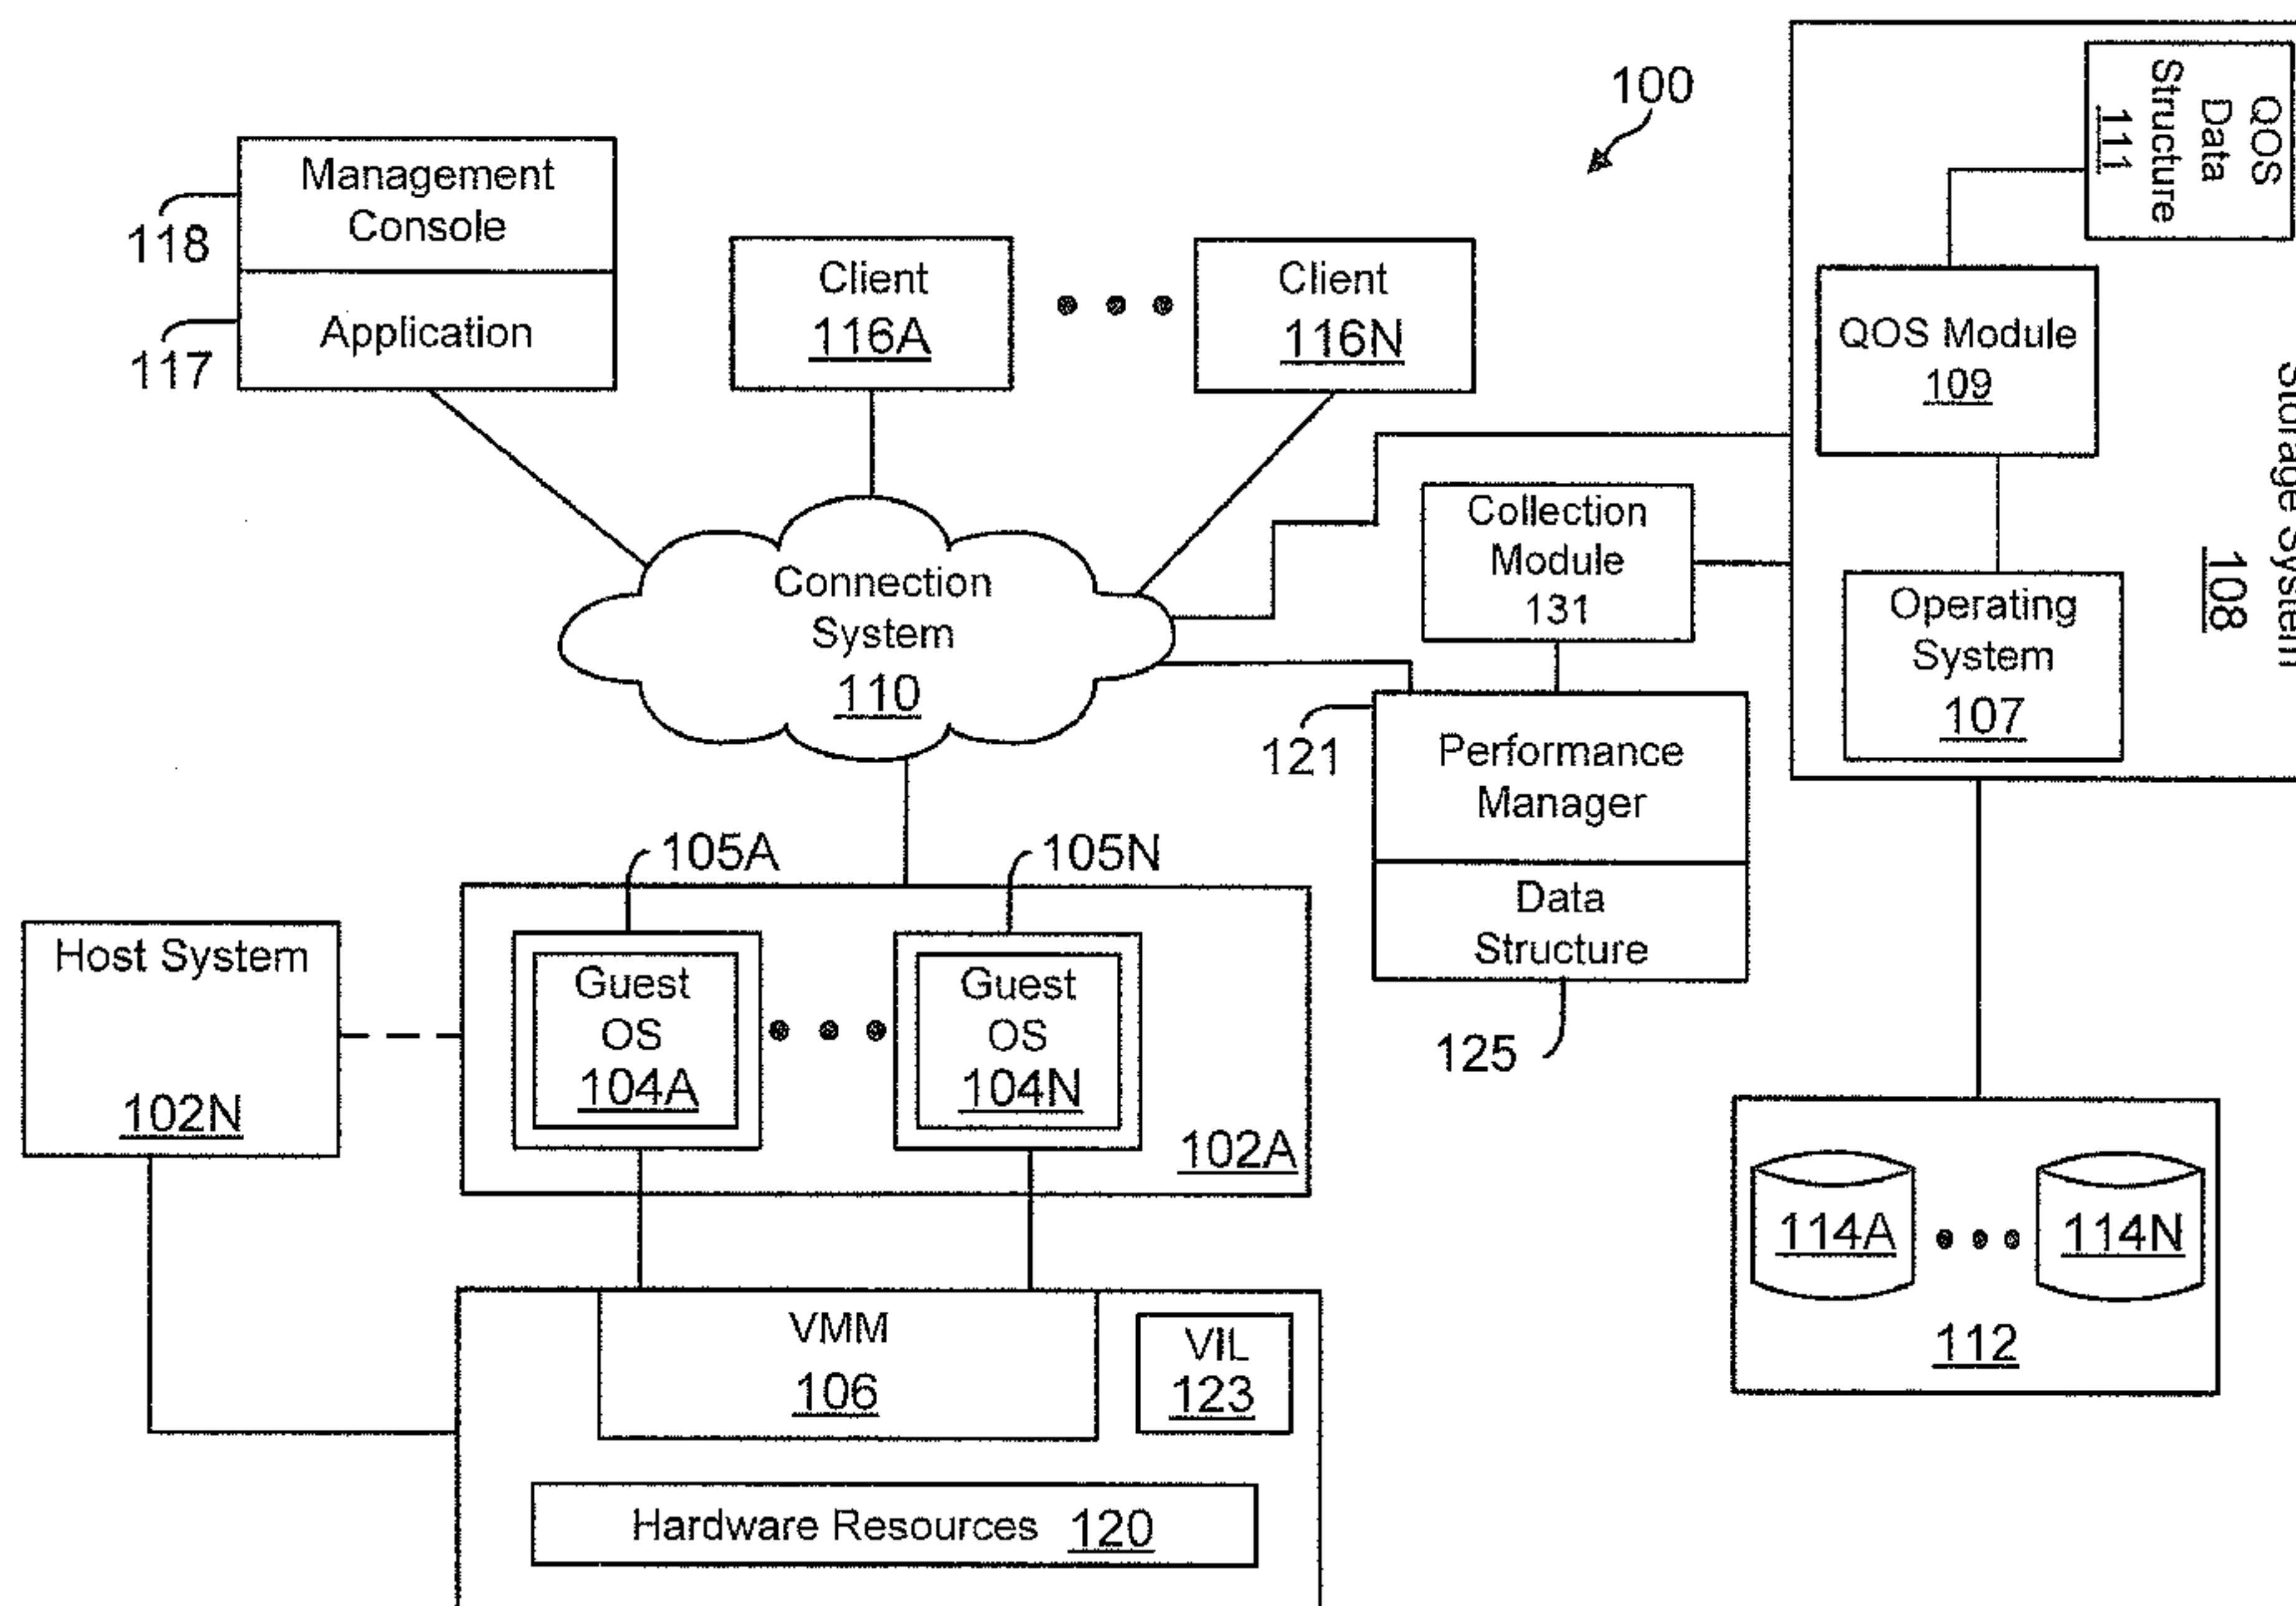 100
QOS
Data
Structure
111
Management
Console
118
Application
117
Client
116A
Client
116N
QOS Module
109
Storage System
108
Collection
Module
131
Operating
System
107
Connection
System
110
121
Performance
Manager
Data
Structure
125
105A
105N
Host System
102N
Guest
OS
104A
Guest
OS
104N
102A
114A
114N
112
VMM
106
VIL
123
Hardware Resources 120